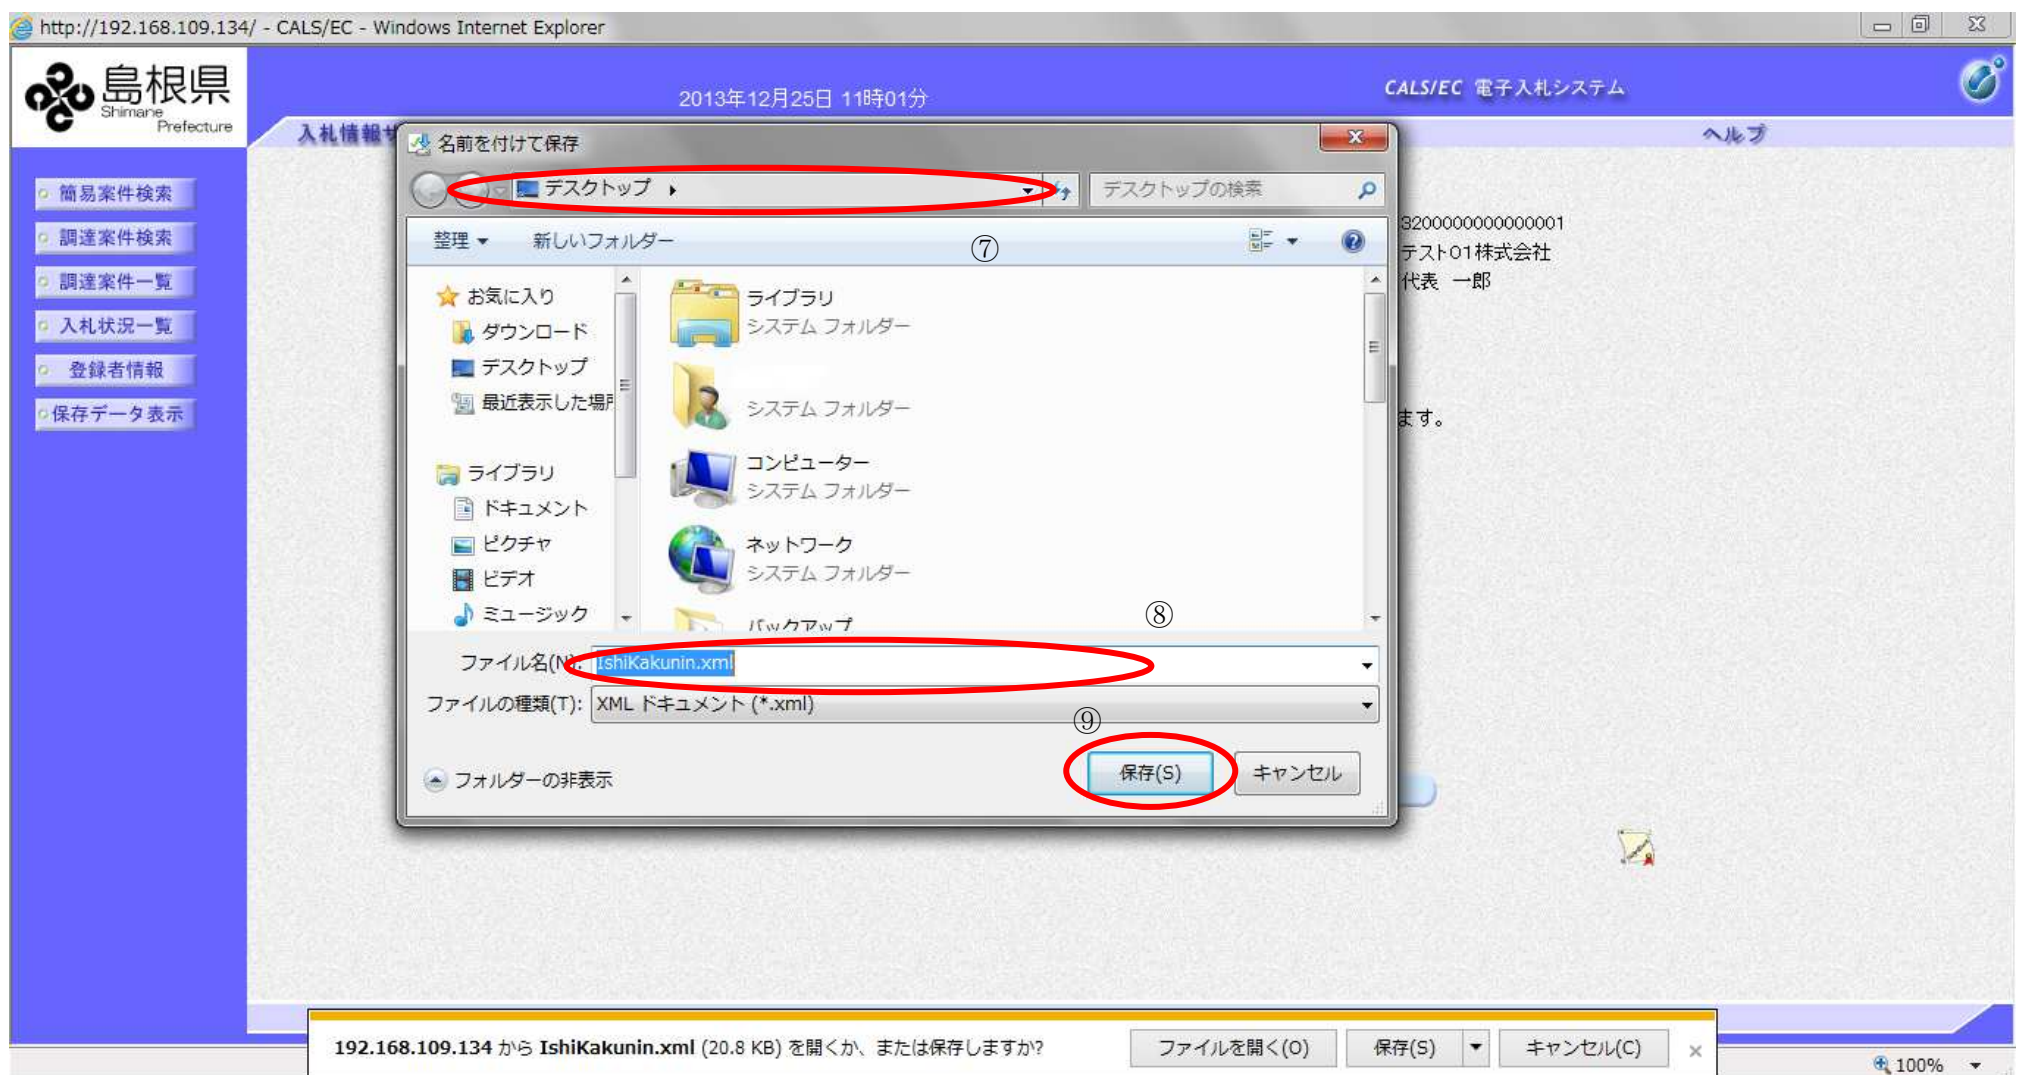 http://192.168.109.134/ - CALS/EC - Windows Internet Explorer
島根県
Shimane
Prefecture
2013年12月25日 11時01分
CALS/EC 電子入札システム
入札情報サ
ヘルプ
簡易案件検索
調達案件検索
調達案件一覧
入札状況一覧
登録者情報
保存データ表示
名前を付けて保存
デスクトップ
デスクトップの検索
整理
新しいフォルダー
⑦
お気に入り
ダウンロード
デスクトップ
最近表示した場所
ライブラリ
ドキュメント
ピクチャ
ビデオ
ミュージック
ライブラリ
システム フォルダー
システム フォルダー
コンピューター
システム フォルダー
ネットワーク
システム フォルダー
バックアップ
⑧
ファイル名(N): IshiKakunin.xml
ファイルの種類(T): XML ドキュメント (*.xml)
⑨
フォルダーの非表示
保存(S)
キャンセル
3200000000000001
テスト01株式会社
代表 一郎
ます。
192.168.109.134 から IshiKakunin.xml (20.8 KB) を開くか、または保存しますか?
ファイルを開く(O)
保存(S)
キャンセル(C)
100%